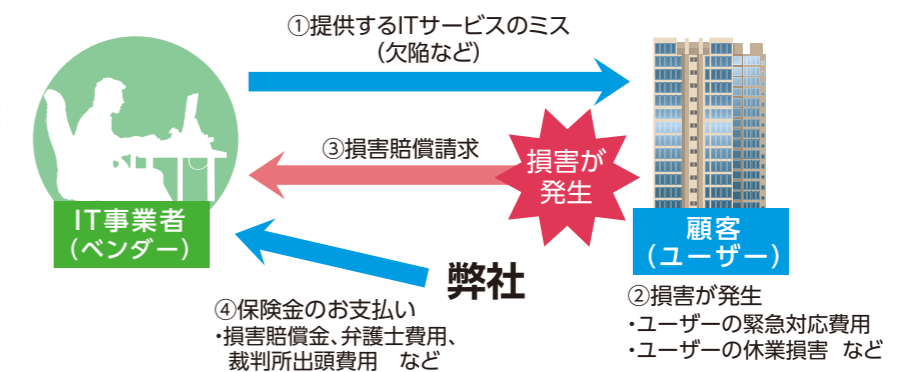 ①提供するITサービスのミス
（欠陥など）
③損害賠償請求
損害が
発生
IT事業者
（ベンダー）
顧客
（ユーザー）
弊社
②損害が発生
・ユーザーの緊急対応費用
・ユーザーの休業損害 など
④保険金のお支払い
・損害賠償金、弁護士費用、
裁判所出頭費用　など